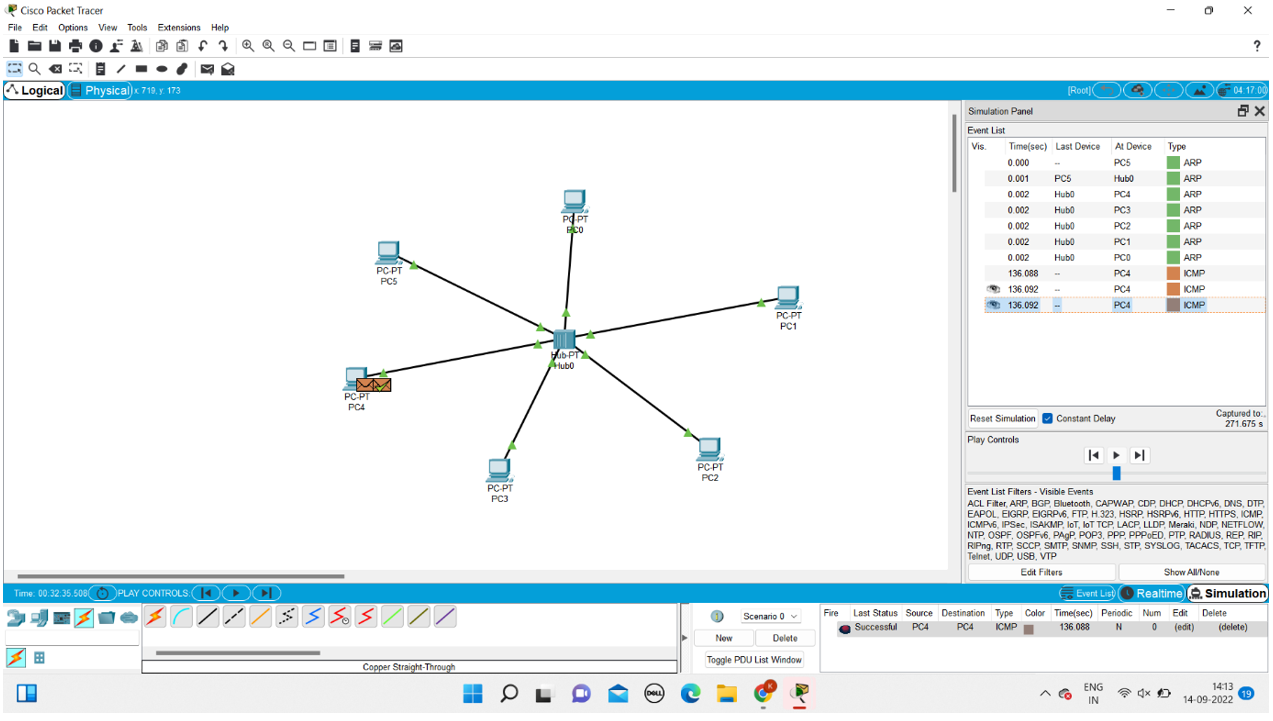 Cisco Packet Tracer
File Edit Options View Tools Extensions Help
?
Logical Physical x: 719, y: 173 [Root] 04:17:00
Simulation Panel
Event List
Vis. Time(sec) Last Device At Device Type
0.000 -- PC5 ARP
0.001 PC5 Hub0 ARP
0.002 Hub0 PC4 ARP
0.002 Hub0 PC3 ARP
0.002 Hub0 PC2 ARP
0.002 Hub0 PC1 ARP
0.002 Hub0 PC0 ARP
136.088 -- PC4 ICMP
136.092 -- PC4 ICMP
136.092 -- PC4 ICMP
PC-PT
PC0
PC-PT
PC5
PC-PT
PC1
Hub-PT
Hub0
PC-PT
PC4
PC-PT
PC3
PC-PT
PC2
Reset Simulation Constant Delay Captured to:
271.675 s
Play Controls
Event List Filters - Visible Events
ACL Filter, ARP, BGP, Bluetooth, CAPWAP, CDP, DHCP, DHCPv6, DNS, DTP,
EAPOL, EIGRP, EIGRPv6, FTP, H.323, HSRP, HSRPv6, HTTP, HTTPS, ICMP,
ICMPv6, IPSec, ISAKMP, IoT, IoT TCP, LACP, LLDP, Meraki, NDP, NETFLOW,
NTP, OSPF, OSPFv6, PAgP, POP3, PPP, PPPoED, PTP, RADIUS, REP, RIP,
RIPng, RTP, SCCP, SMTP, SNMP, SSH, STP, SYSLOG, TACACS, TCP, TFTP,
Telnet, UDP, USB, VTP
Edit Filters Show All/None
Time: 00:32:35.508 PLAY CONTROLS: Event List Realtime Simulation
Scenario 0
New Delete
Toggle PDU List Window
Fire Last Status Source Destination Type Color Time(sec) Periodic Num Edit Delete
Successful PC4 PC4 ICMP 136.088 N 0 (edit) (delete)
Copper Straight-Through
DELL
K
ENG
IN
14:13
14-09-2022
19